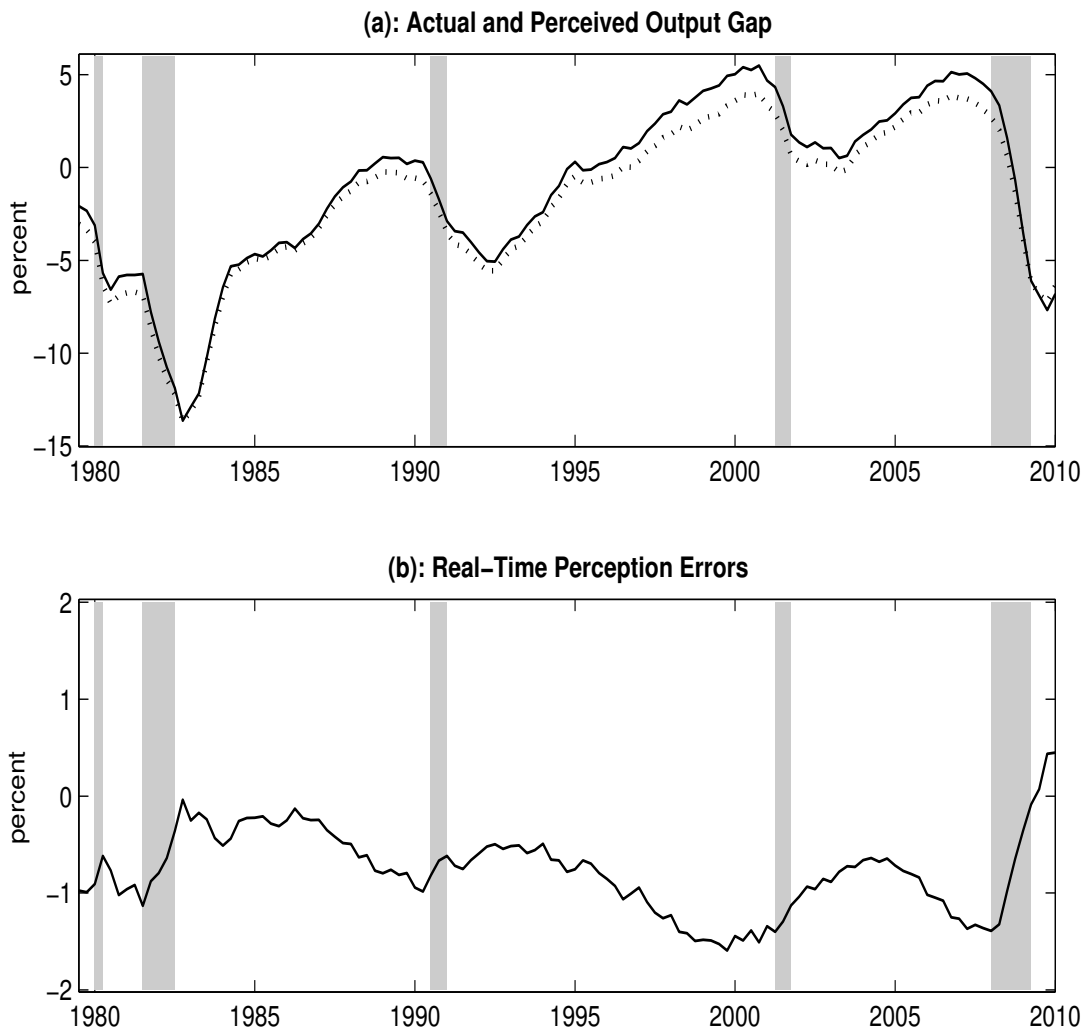 (a): Actual and Perceived Output Gap
5
0
−5
−10
−15
percent
1980 1985 1990 1995 2000 2005 2010
(b): Real−Time Perception Errors
2
1
0
−1
−2
percent
1980 1985 1990 1995 2000 2005 2010